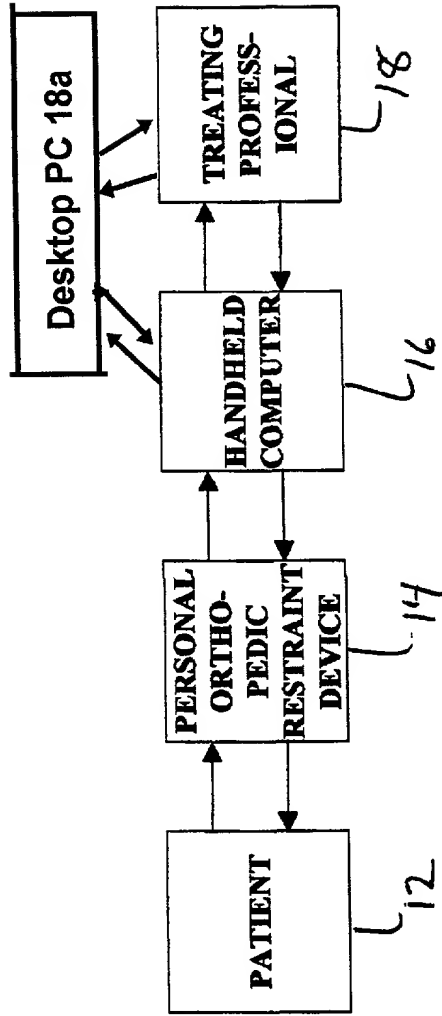 Desktop PC 18a
PATIENT
12
PERSONAL
ORTHO-
PEDIC
RESTRAINT
DEVICE
14
HANDHELD
COMPUTER
16
TREATING
PROFESS-
IONAL
18